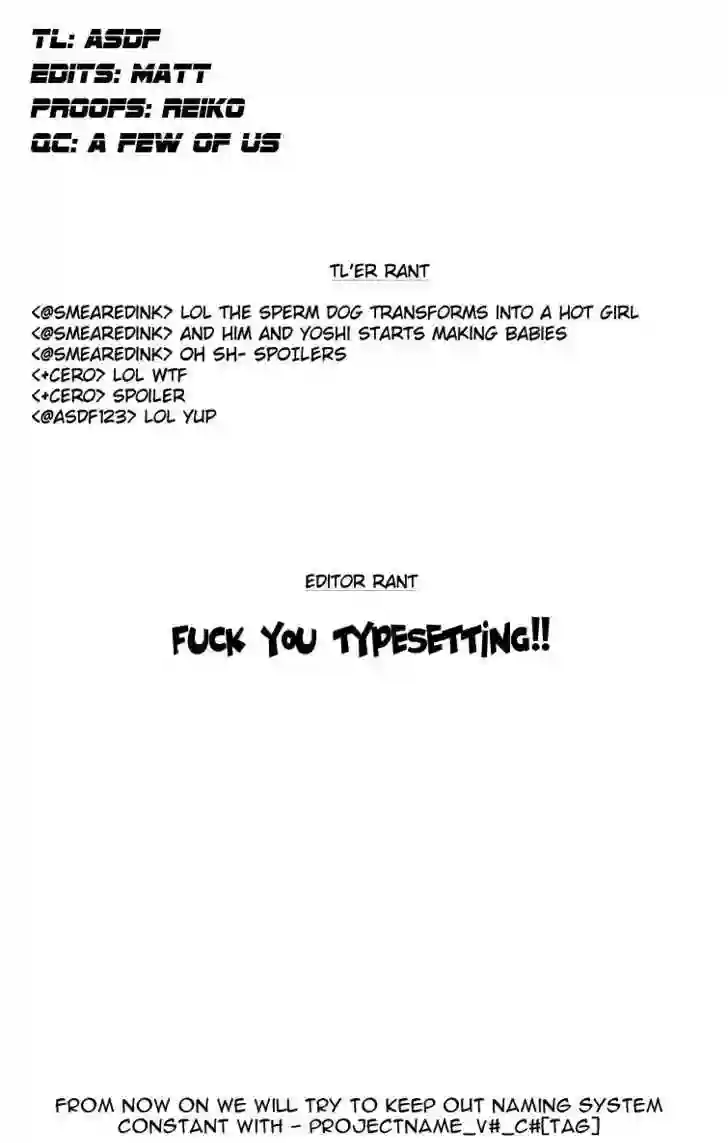 TL: ASDF
EDITS: MATT
PROOFS: REIKO
QC: A FEW OF US
TL'ER RANT
<@SMEAREDINK> LOL THE SPERM DOG TRANSFORMS INTO A HOT GIRL
<@SMEAREDINK> AND HIM AND YOSHI STARTS MAKING BABIES
<@SMEAREDINK> OH SH- SPOILERS
<+CERO> LOL WTF
<+CERO> SPOILER
<@ASDF123> LOL YUP
EDITOR RANT
FUCK YOU TYPESETTING!!
FROM NOW ON WE WILL TRY TO KEEP OUT NAMING SYSTEM
CONSTANT WITH - PROJECTNAME_V#_C#[TAG]